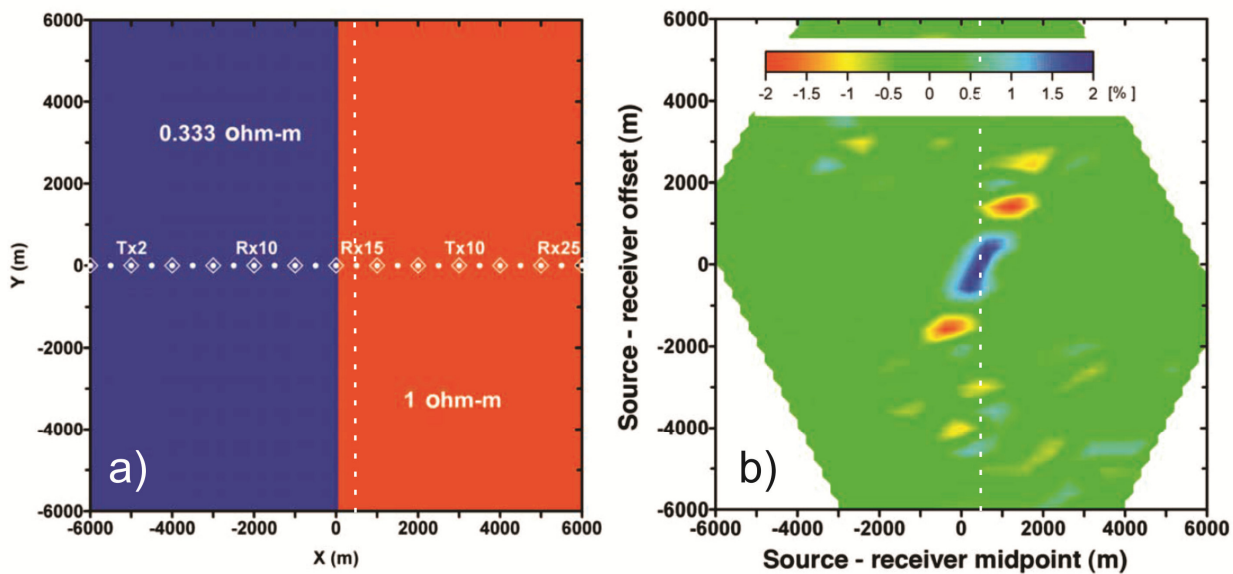 6000
4000
2000
0
-2000
-4000
-6000
Y (m)
0.333 Ohm-m
Tx2 Rx10 Rx15 Tx10 Rx25
1 Ohm-m
a)
-6000 -4000 -2000 0 2000 4000 6000
X (m)
6000
4000
2000
0
-2000
-4000
-6000
Source - receiver offset (m)
-2 -1.5 -1 -0.5 0 0.5 1 1.5 2 [% ]
b)
-6000 -4000 -2000 0 2000 4000 6000
Source - receiver midpoint (m)